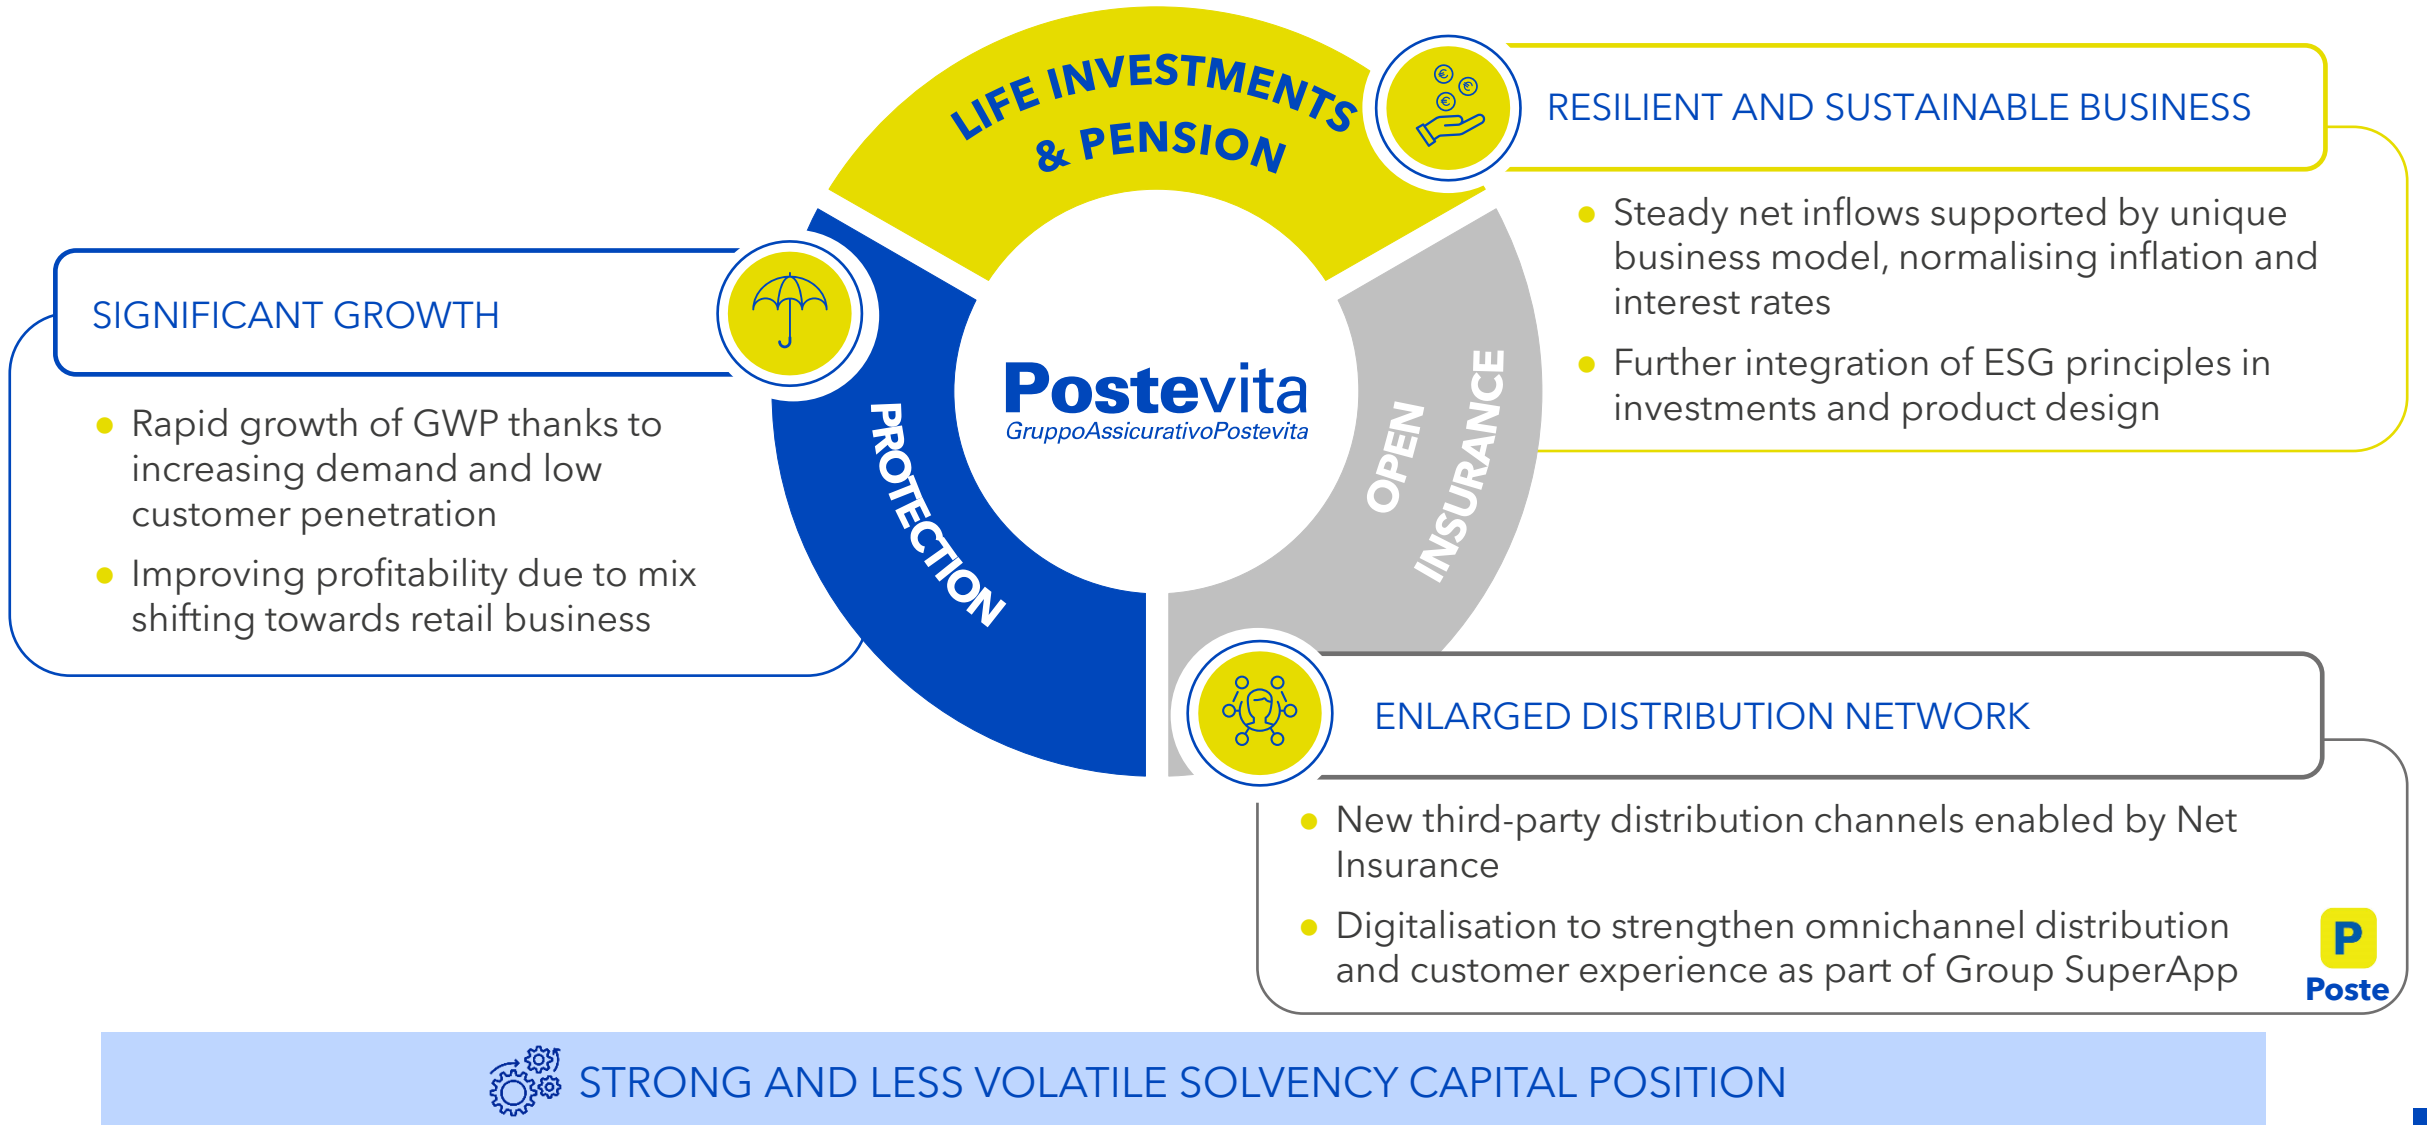 LIFE INVESTMENTS
& PENSION
RESILIENT AND SUSTAINABLE BUSINESS
Steady net inflows supported by unique
business model, normalising inflation and
interest rates
Further integration of ESG principles in
investments and product design
SIGNIFICANT GROWTH
Rapid growth of GWP thanks to
increasing demand and low
customer penetration
Improving profitability due to mix
shifting towards retail business
PROTECTION
Postevita
GruppoAssicurativoPostevita
OPEN
INSURANCE
ENLARGED DISTRIBUTION NETWORK
New third-party distribution channels enabled by Net
Insurance
Digitalisation to strengthen omnichannel distribution
and customer experience as part of Group SuperApp
P
Poste
STRONG AND LESS VOLATILE SOLVENCY CAPITAL POSITION